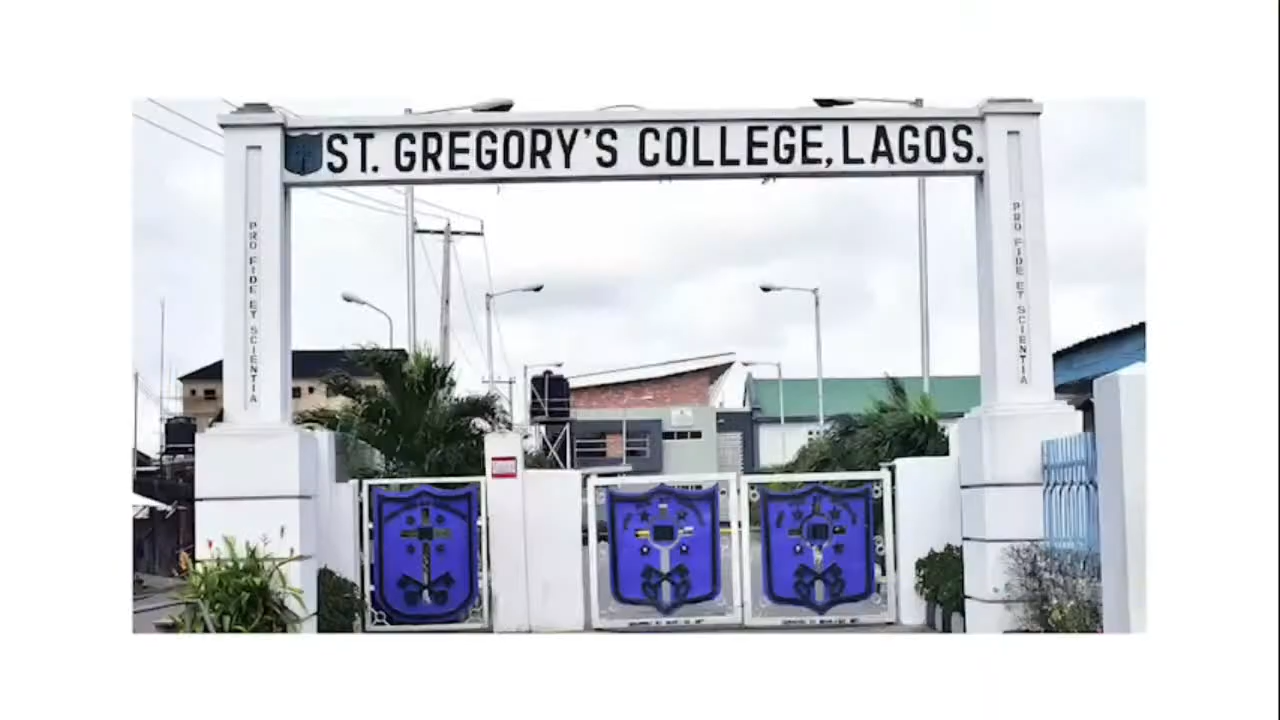 ST. GREGORY'S COLLEGE, LAGOS.
PRO FIDE ET SCIENTIA
PRO FIDE ET SCIENTIA